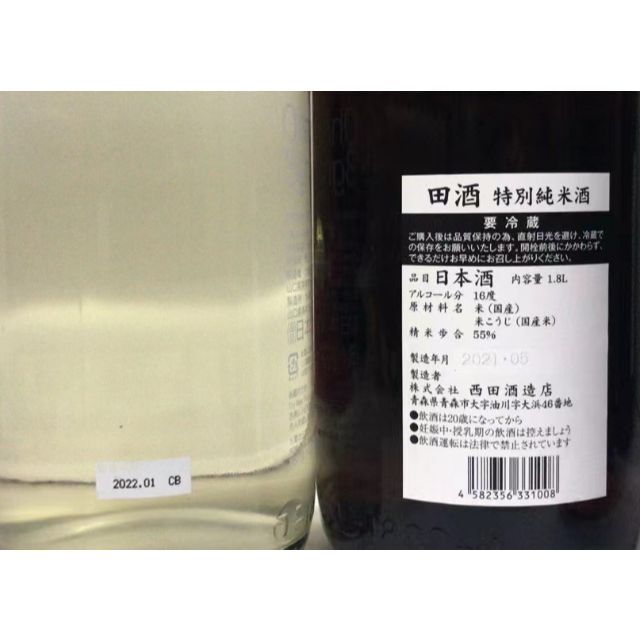 2022.01 CB
田酒 特別純米酒
要冷蔵
ご購入後は品質保持の為、直射日光を避け、冷蔵で
の保存をお願いいたします。開栓前後にかかわらず、
できるだけお早めにお召し上がりください。
品目 日本酒 内容量 1.8L
アルコール分 16度
原材料名 米(国産)
米こうじ(国産米)
精米歩合 55%
製造年月 2021.05
製造者
株式会社 西田酒造店
青森県青森市大字油川字大浜46番地
●飲酒は20歳になってから
●妊娠中・授乳期の飲酒は控えましょう
●飲酒運転は法律で禁止されています
4 582356 331008